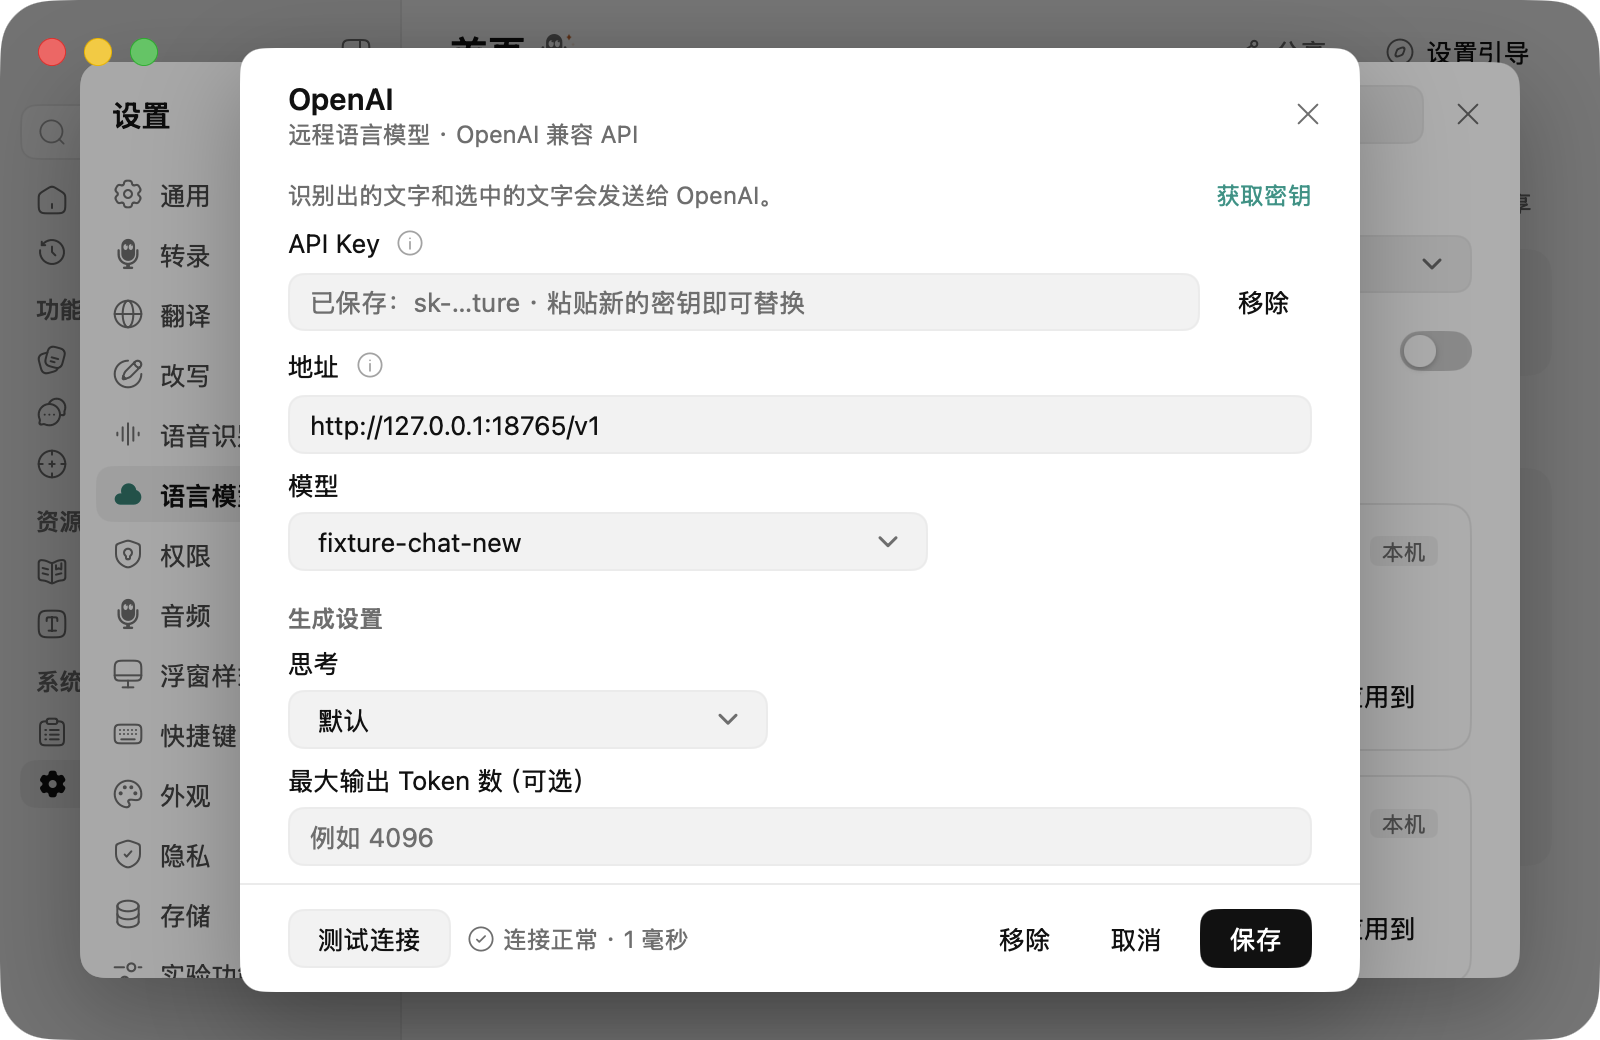 设置引导
设置
通用
转录
功能
翻译
改写
语音识
语言模
资源
权限
音频
系统
浮窗样
快捷键
外观
隐私
存储
OpenAI
远程语言模型 · OpenAI 兼容 API
识别出的文字和选中的文字会发送给 OpenAI。
获取密钥
API Key
已保存：sk-...ture · 粘贴新的密钥即可替换
移除
地址
http://127.0.0.1:18765/v1
模型
fixture-chat-new
生成设置
思考
默认
最大输出 Token 数 (可选)
例如 4096
测试连接
连接正常 · 1 毫秒
移除
取消
保存
本机
用到
本机
用到